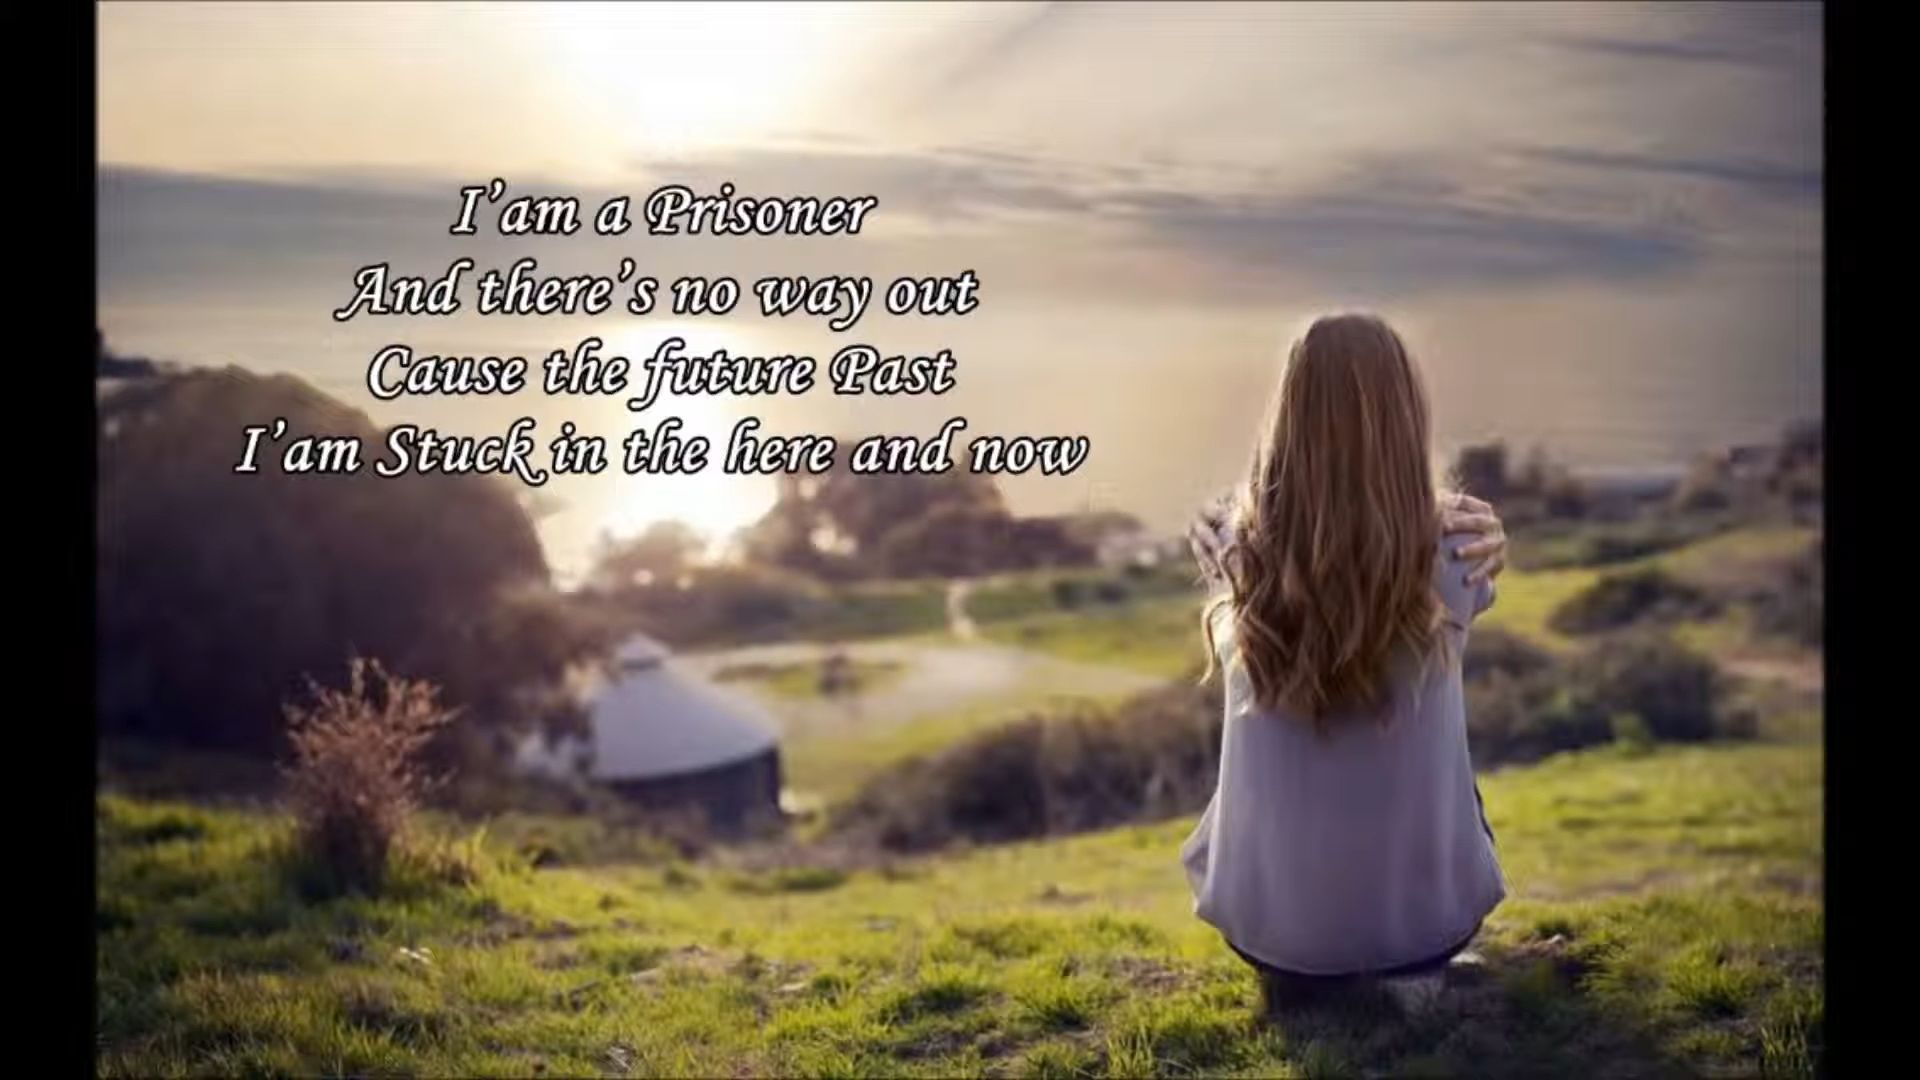 I'am a Prisoner
And there's no way out
Cause the future Past
I'am Stuck in the here and now